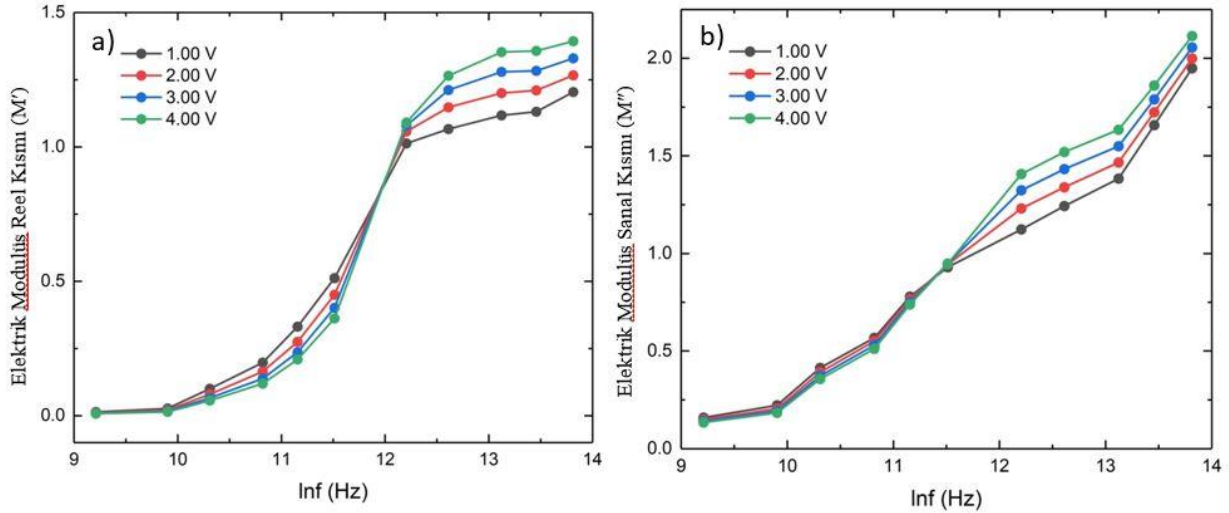 a)
1.00 V
2.00 V
3.00 V
4.00 V
Elektrik Modulüs Reel Kısmı (M')
1.5
1.0
0.5
0.0
9 10 11 12 13 14
lnf (Hz)
b)
1.00 V
2.00 V
3.00 V
4.00 V
Elektrik Modulüs Sanal Kısmı (M″)
2.0
1.5
1.0
0.5
0.0
9 10 11 12 13 14
lnf (Hz)